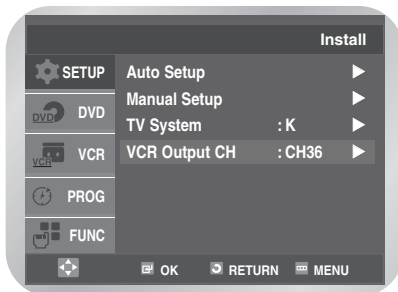 Install
SETUP
DVD
DVD
VCR
VCR
PROG
FUNC
Auto Setup
Manual Setup
TV System : K
VCR Output CH : CH36
OK RETURN MENU